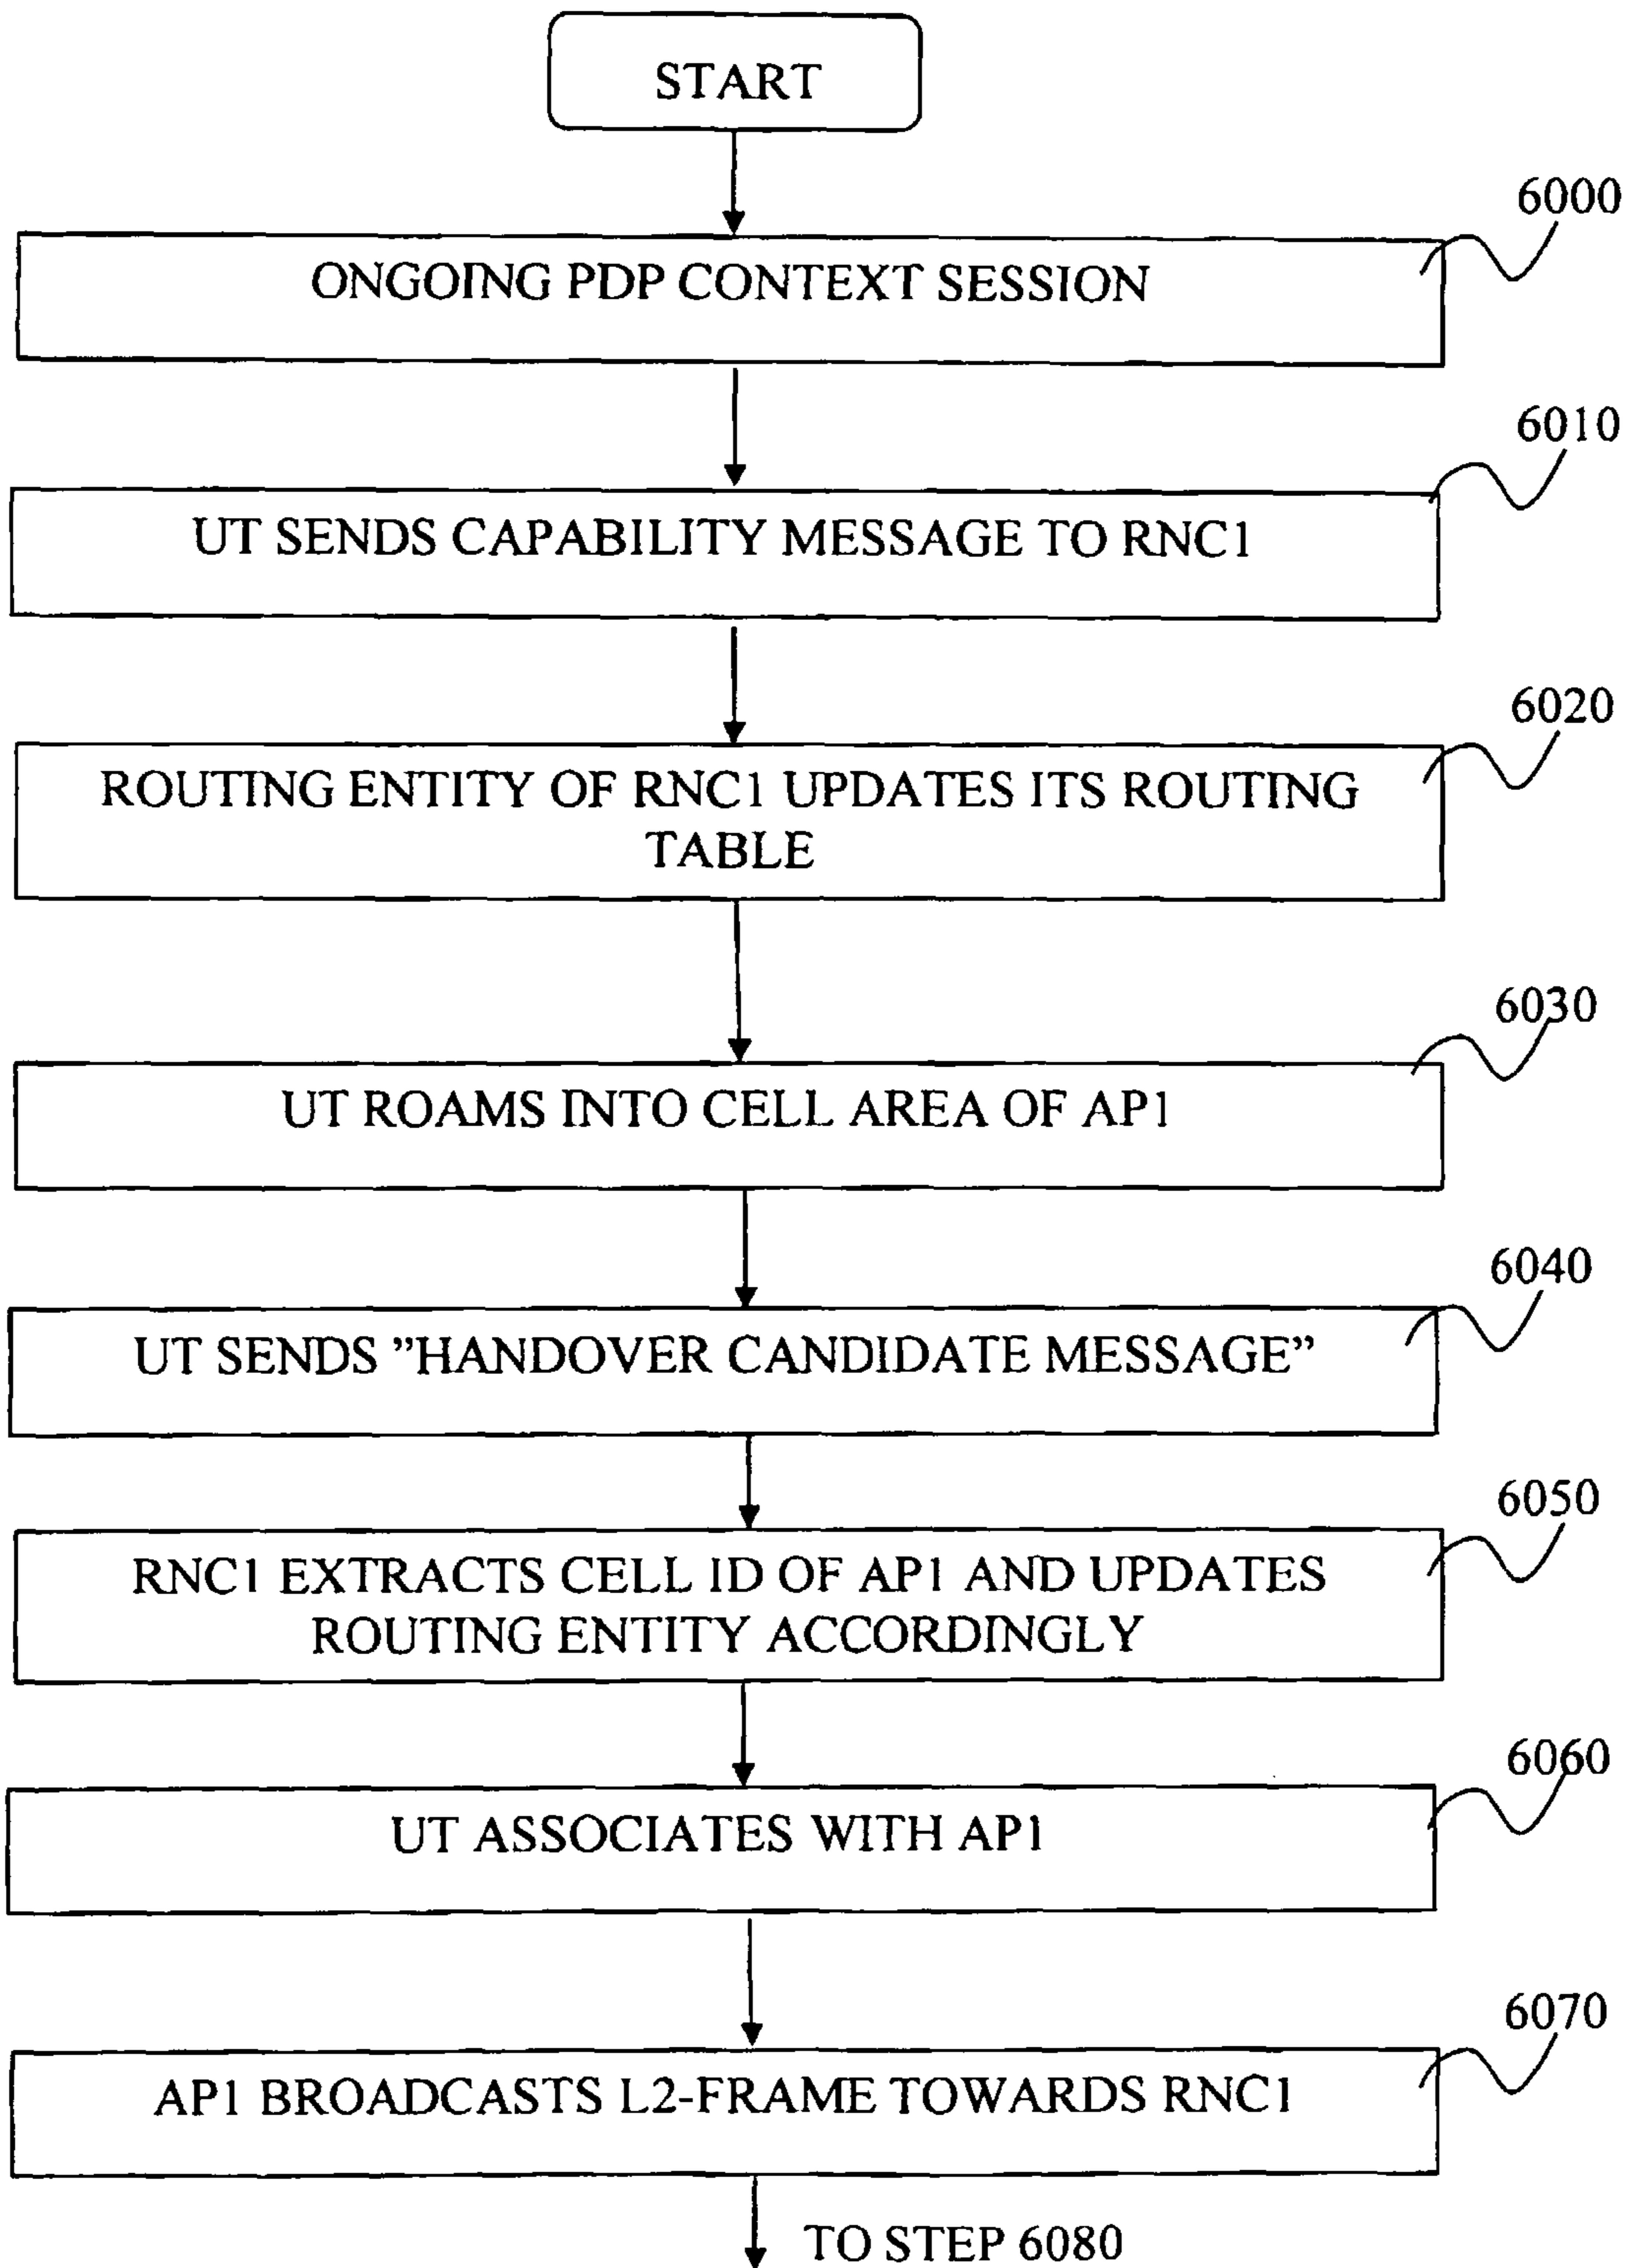 START
6000
ONGOING PDP CONTEXT SESSION
6010
UT SENDS CAPABILITY MESSAGE TO RNC1
6020
ROUTING ENTITY OF RNC1 UPDATES ITS ROUTING
TABLE
6030
UT ROAMS INTO CELL AREA OF AP1
6040
UT SENDS ”HANDOVER CANDIDATE MESSAGE”
6050
RNC1 EXTRACTS CELL ID OF AP1 AND UPDATES
ROUTING ENTITY ACCORDINGLY
6060
UT ASSOCIATES WITH AP1
6070
AP1 BROADCASTS L2-FRAME TOWARDS RNC1
TO STEP 6080